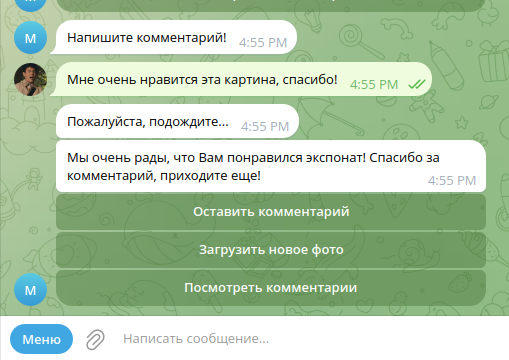 М
Напишите комментарий!
4:55 PM
Мне очень нравится эта картина, спасибо!
4:55 PM
Пожалуйста, подождите...
4:55 PM
Мы очень рады, что Вам понравился экспонат! Спасибо за
комментарий, приходите еще!
4:55 PM
Оставить комментарий
Загрузить новое фото
М
Посмотреть комментарии
Меню
Написать сообщение...